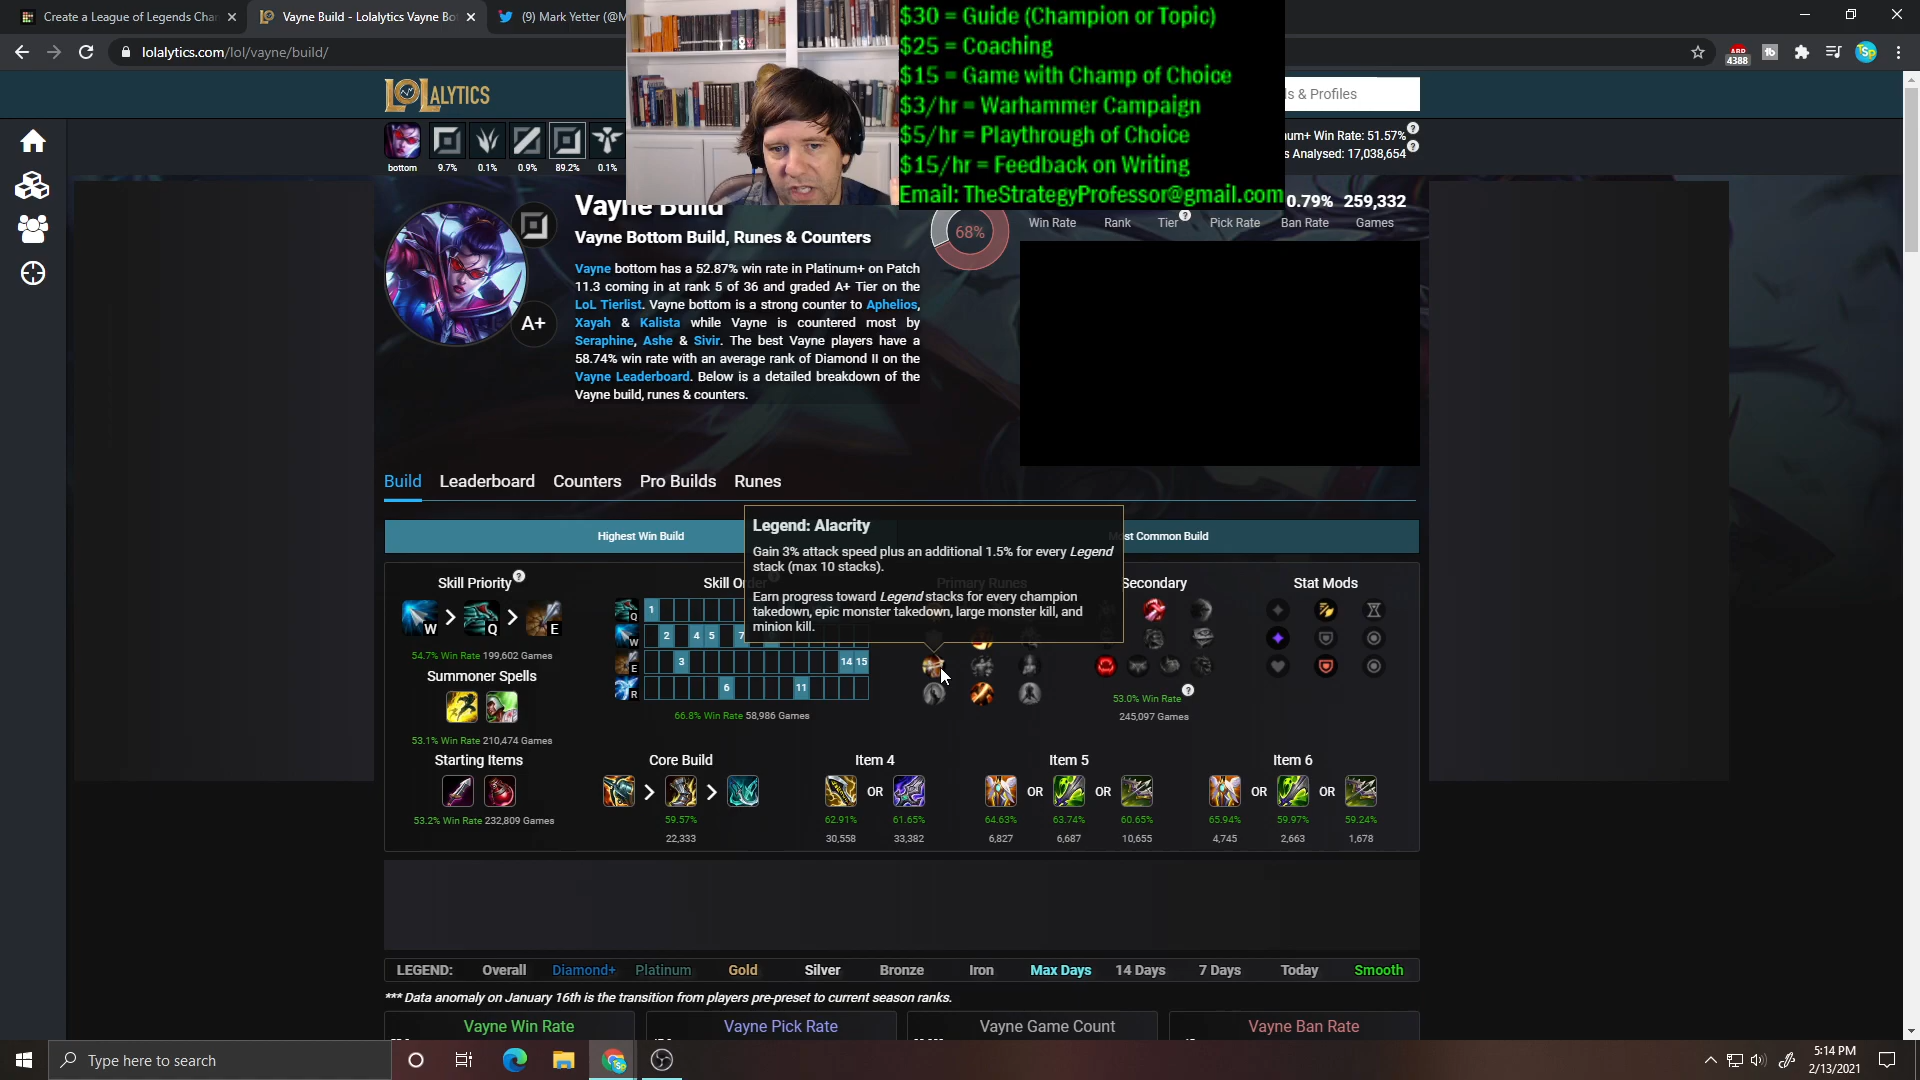 Create a League of Legends Char
Vayne Build - Lolalytics Vayne Bo
(9) Mark Yetter (@M
lolalytics.com/lol/vayne/build/
4388
$30 = Guide (Champion or Topic)
$25 = Coaching
$15 = Game with Champ of Choice
$3/hr = Warhammer Campaign
$5/hr = Playthrough of Choice
$15/hr = Feedback on Writing
Email: TheStrategyProfessor@gmail.com
LOLALYTICS
s & Profiles
bottom
9.7%
0.1%
0.9%
89.2%
0.1%
um+ Win Rate: 51.57%
s Analysed: 17,038,654
Vayne Build
Vayne Bottom Build, Runes & Counters
A+
Vayne bottom has a 52.87% win rate in Platinum+ on Patch
11.3 coming in at rank 5 of 36 and graded A+ Tier on the
LoL Tierlist. Vayne bottom is a strong counter to Aphelios,
Xayah & Kalista while Vayne is countered most by
Seraphine, Ashe & Sivir. The best Vayne players have a
58.74% win rate with an average rank of Diamond II on the
Vayne Leaderboard. Below is a detailed breakdown of the
Vayne build, runes & counters.
68%
0.79% 259,332
Win Rate Rank Tier Pick Rate Ban Rate Games
Build Leaderboard Counters Pro Builds Runes
Highest Win Build
st Common Build
Legend: Alacrity
Gain 3% attack speed plus an additional 1.5% for every Legend
stack (max 10 stacks).
Earn progress toward Legend stacks for every champion
takedown, epic monster takedown, large monster kill, and
minion kill.
Skill Priority
W > Q > E
54.7% Win Rate 199,602 Games
Summoner Spells
53.1% Win Rate 210,474 Games
Starting Items
53.2% Win Rate 232,809 Games
Skill Order
Q 1
W 2 4 5 7
E 3 14 15
R 6 11
66.8% Win Rate 58,986 Games
Primary Runes
Secondary
53.0% Win Rate
245,097 Games
Stat Mods
Core Build
59.57%
22,333
Item 4
OR
62.91% 61.65%
30,558 33,382
Item 5
OR OR
64.63% 63.74% 60.65%
6,827 6,687 10,655
Item 6
OR OR
65.94% 59.97% 59.24%
4,745 2,663 1,678
LEGEND: Overall Diamond+ Platinum Gold Silver Bronze Iron Max Days 14 Days 7 Days Today Smooth
*** Data anomaly on January 16th is the transition from players pre-preset to current season ranks.
Vayne Win Rate
Vayne Pick Rate
Vayne Game Count
Vayne Ban Rate
Type here to search
5:14 PM
2/13/2021